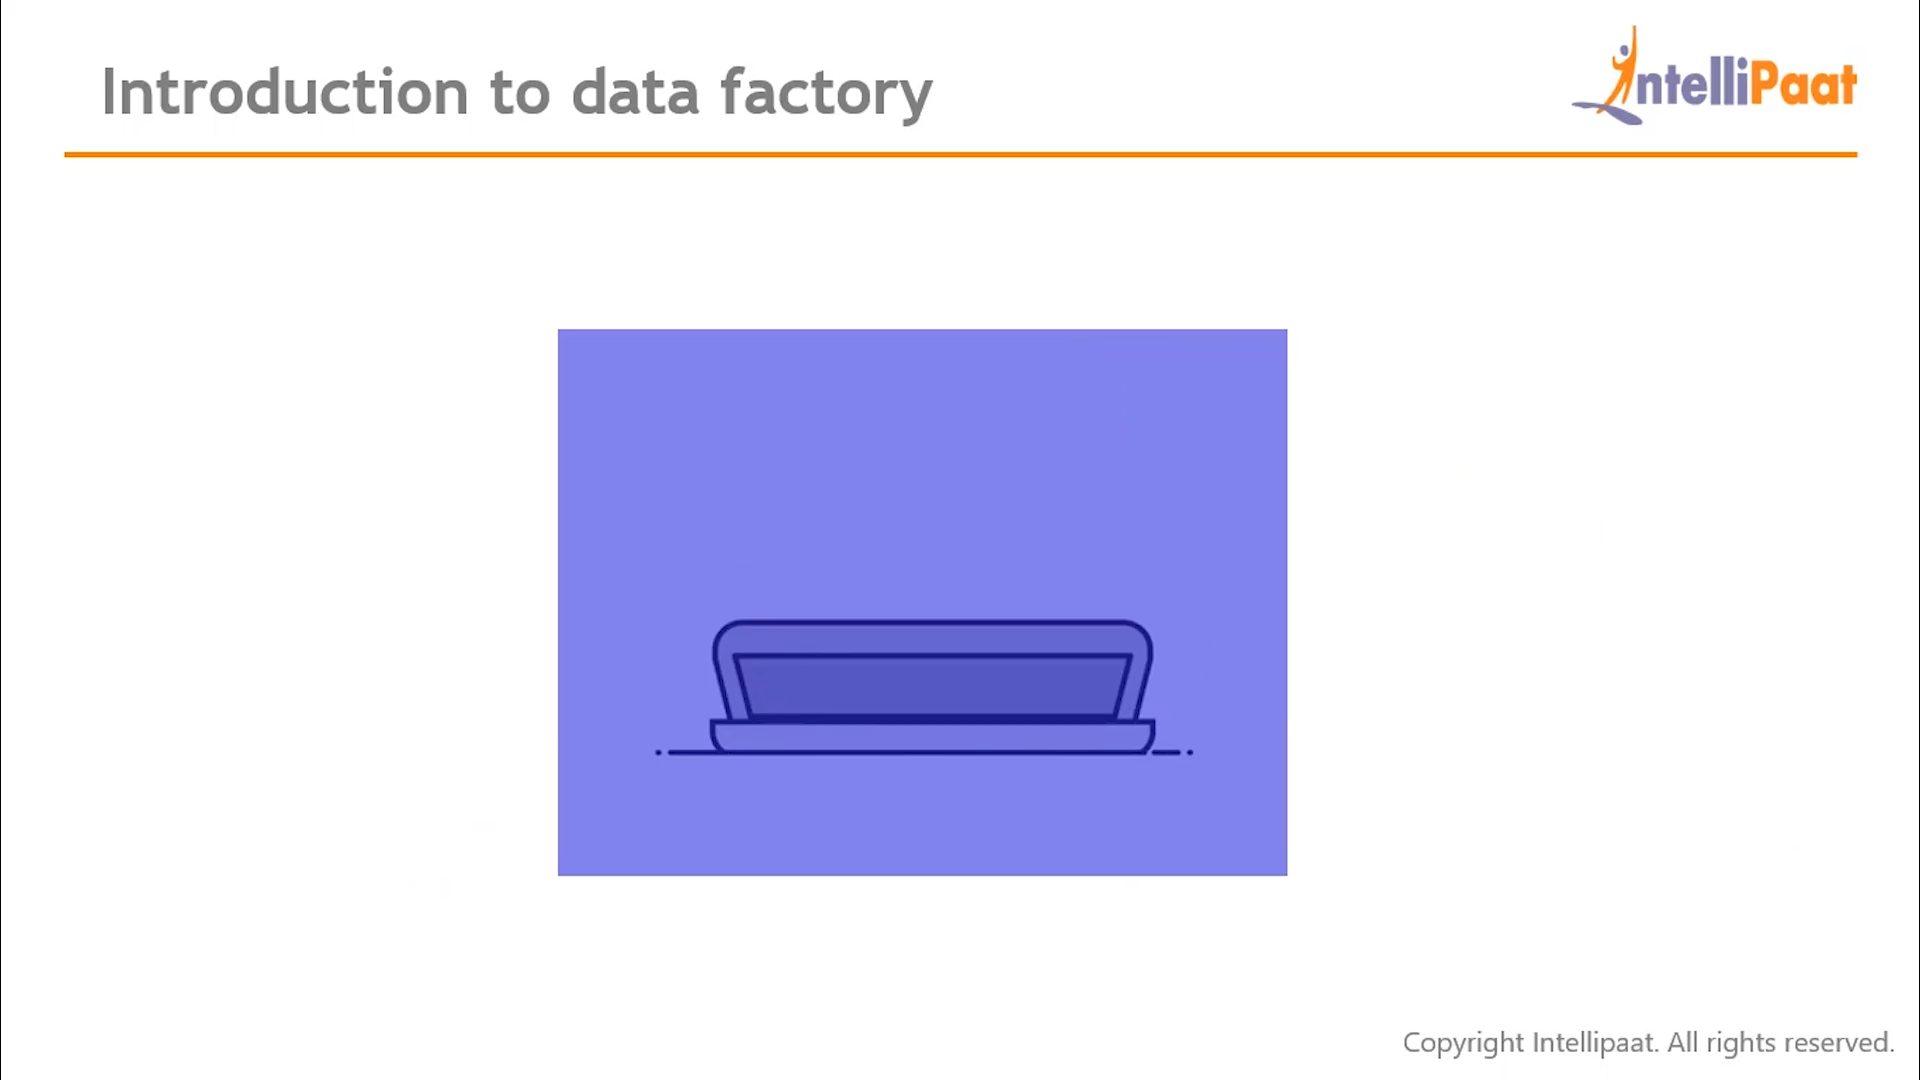 Introduction to data factory
IntelliPaat
Copyright Intellipaat. All rights reserved.